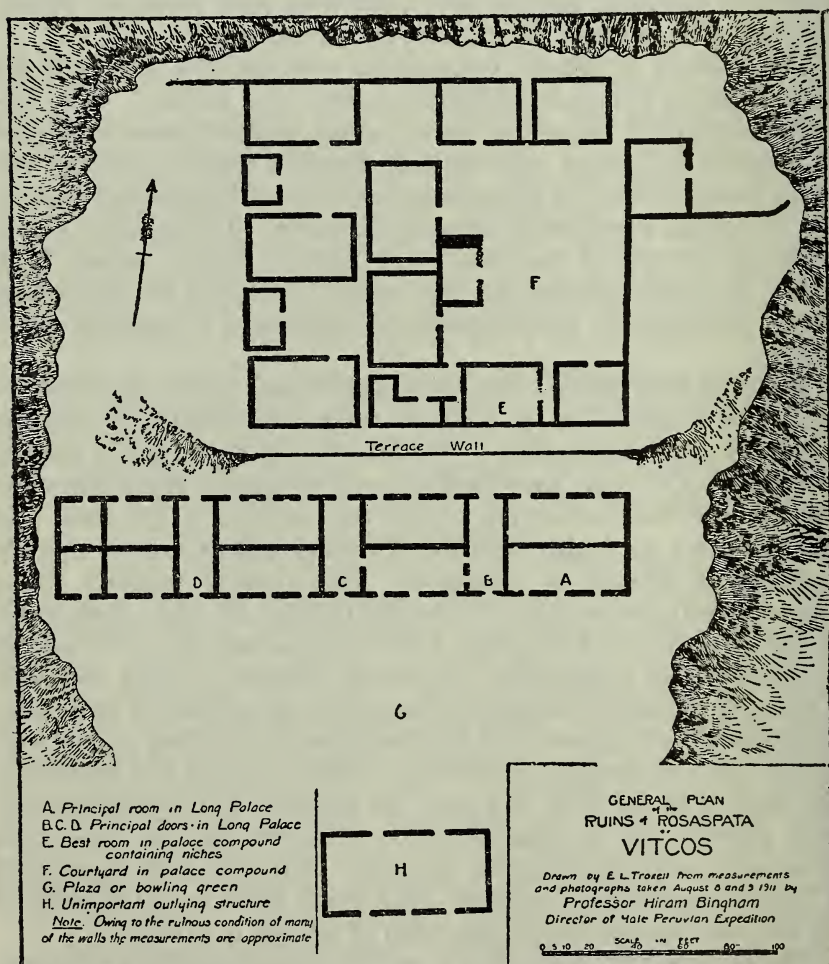 F
E
Terrace Wall
D
C
B
A
G
A. Principal room in Long Palace
B.C.D. Principal doors in Long Palace
E. Best room in palace compound
containing niches
F. Courtyard in palace compound
G. Plaza or bowling green
H. Unimportant outlying structure
Note. Owing to the ruinous condition of many
of the walls the measurements are approximate
H
GENERAL PLAN
of the
RUINS of ROSASPATA
or
VITCOS
Drawn by E. L. Troxell from measurements
and photographs taken August 8 and 9 1911 by
Professor Hiram Bingham
Director of Yale Peruvian Expedition
SCALE IN FEET
0 5 10 20 40 60 80 100